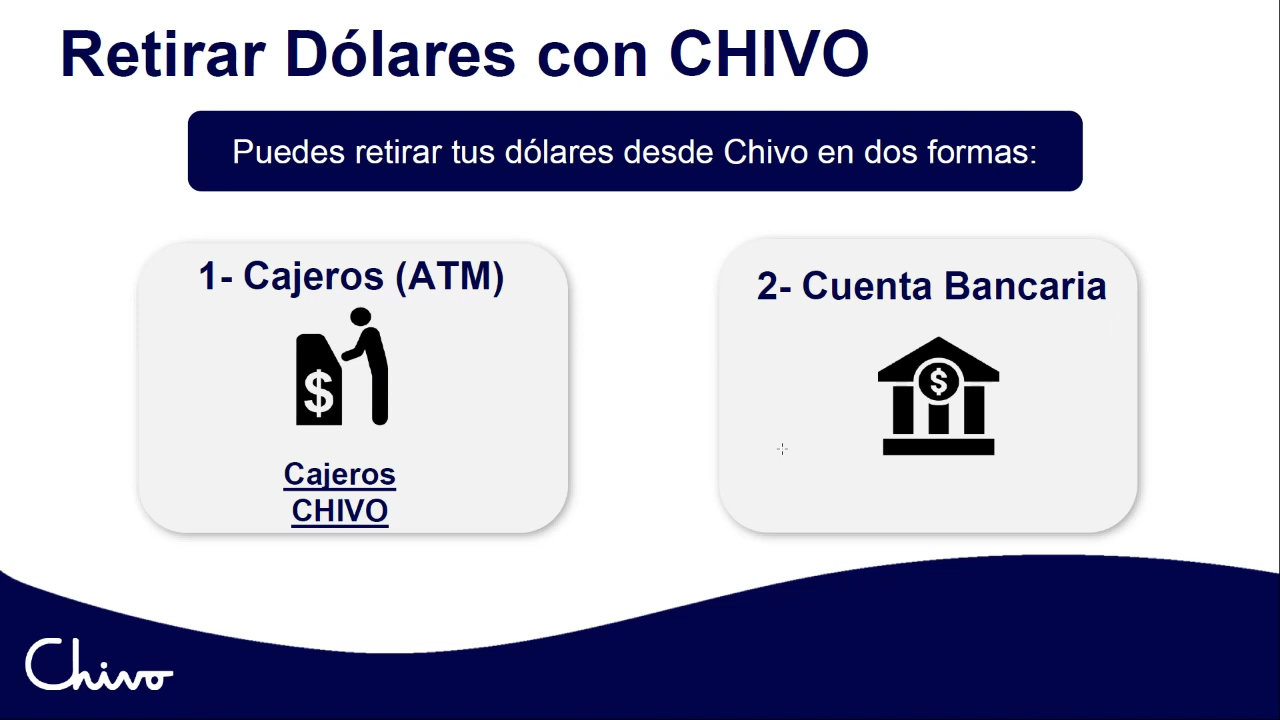 Retirar Dólares con CHIVO
Puedes retirar tus dólares desde Chivo en dos formas:
1- Cajeros (ATM)
$
Cajeros
CHIVO
2- Cuenta Bancaria
$
Chivo